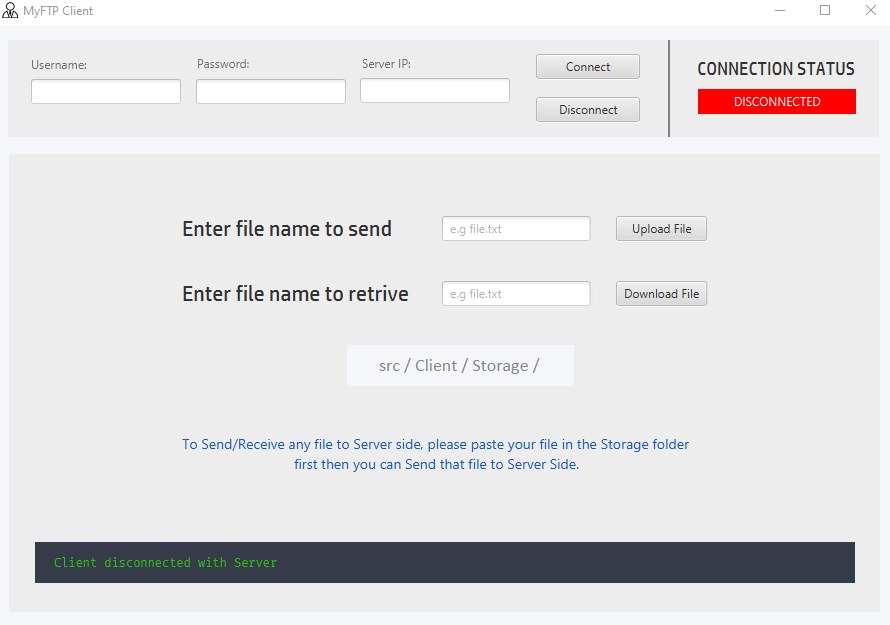 MyFTP Client
Username:
Password:
Server IP:
Connect
Disconnect
CONNECTION STATUS
DISCONNECTED
Enter file name to send
e.g file.txt
Upload File
Enter file name to retrive
e.g file.txt
Download File
src / Client / Storage /
To Send/Receive any file to Server side, please paste your file in the Storage folder
first then you can Send that file to Server Side.
Client disconnected with Server